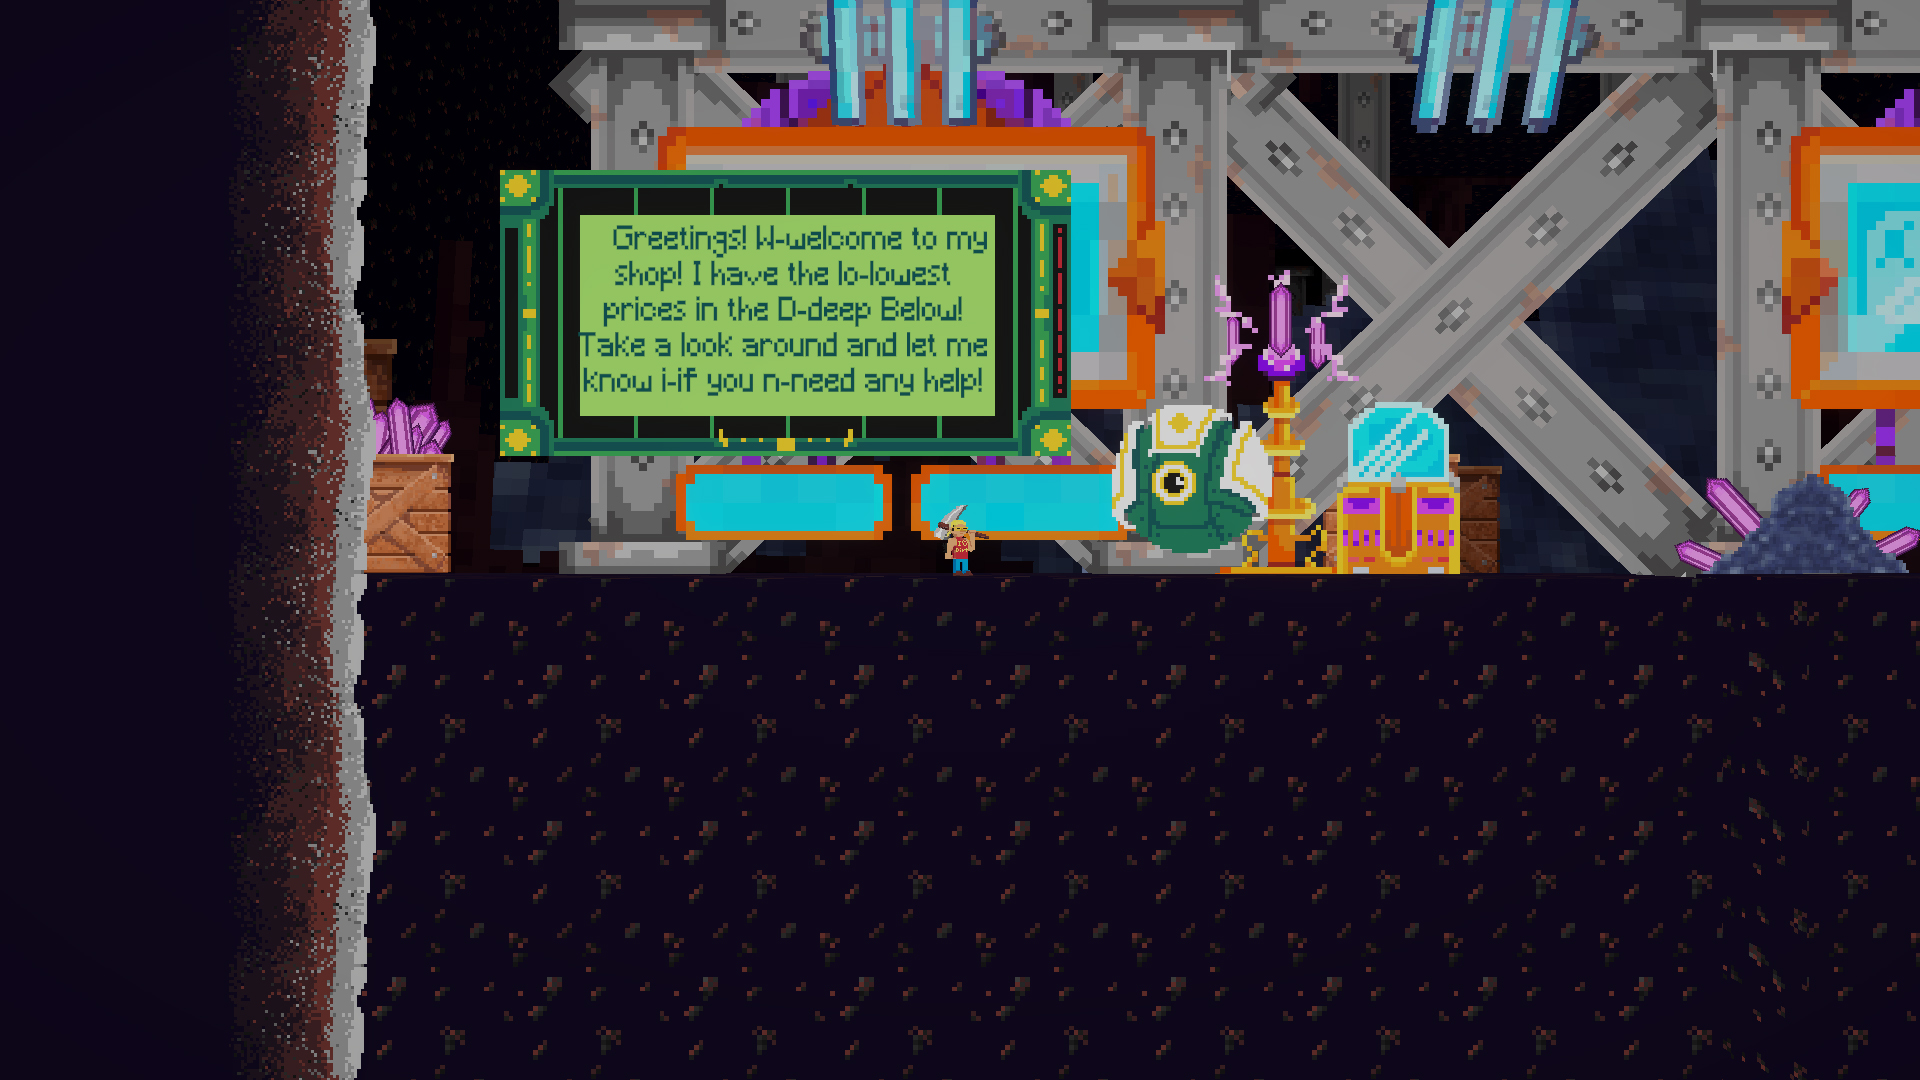 Greetings! W-welcome to my
shop! I have the lo-lowest
prices in the D-deep Below!
Take a look around and let me
know i-if you n-need any help!